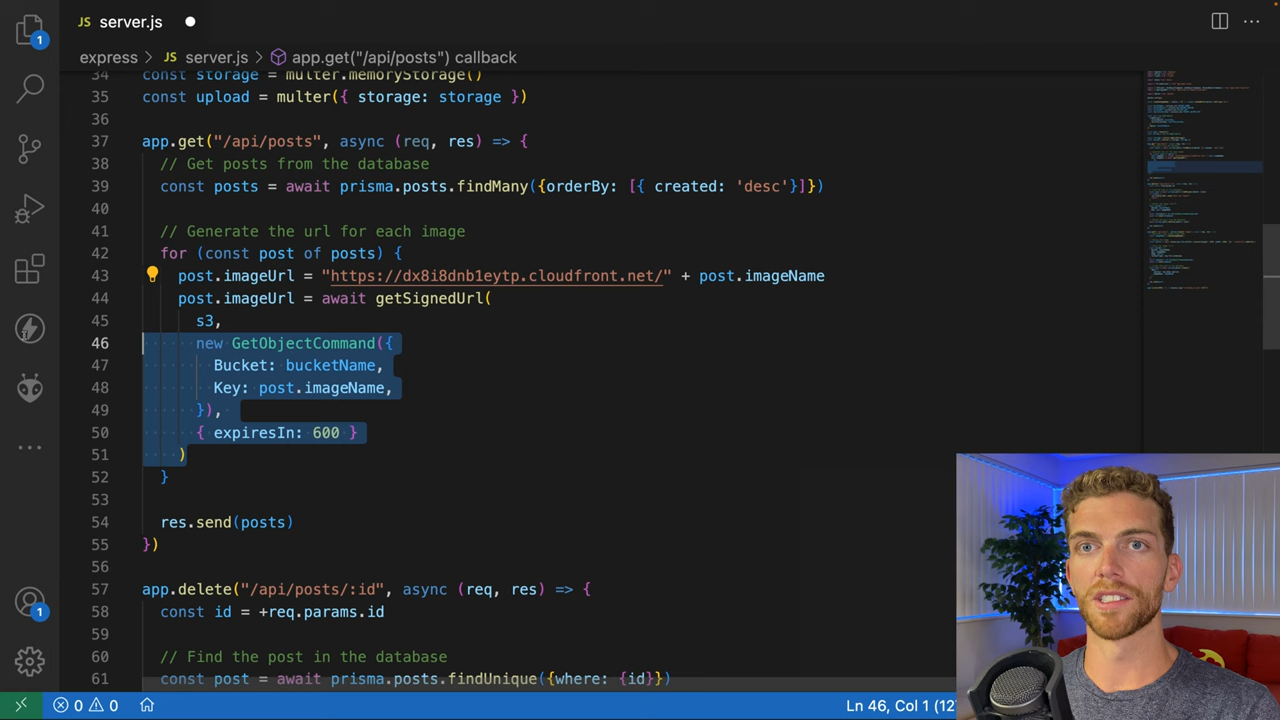 JS server.js
1
express > JS server.js > app.get("/api/posts") callback
34 const storage = multer.memoryStorage()
35 const upload = multer({ storage: storage })
36
37 app.get("/api/posts", async (req, res) => {
38 // Get posts from the database
39 const posts = await prisma.posts.findMany({orderBy: [{ created: 'desc'}]})
40
41 // Generate the url for each image
42 for (const post of posts) {
43 post.imageUrl = "https://dx8i8dmi1eytp.cloudfront.net/" + post.imageName
44 post.imageUrl = await getSignedUrl(
45 s3,
46 new GetObjectCommand({
47 Bucket: bucketName,
48 Key: post.imageName,
49 }),
50 { expiresIn: 600 }
51 )
52 }
53
54 res.send(posts)
55 })
56
57 app.delete("/api/posts/:id", async (req, res) => {
58 const id = +req.params.id
59
60 // Find the post in the database
61 const post = await prisma.posts.findUnique({where: {id}})
1
0 0 Ln 46, Col 1